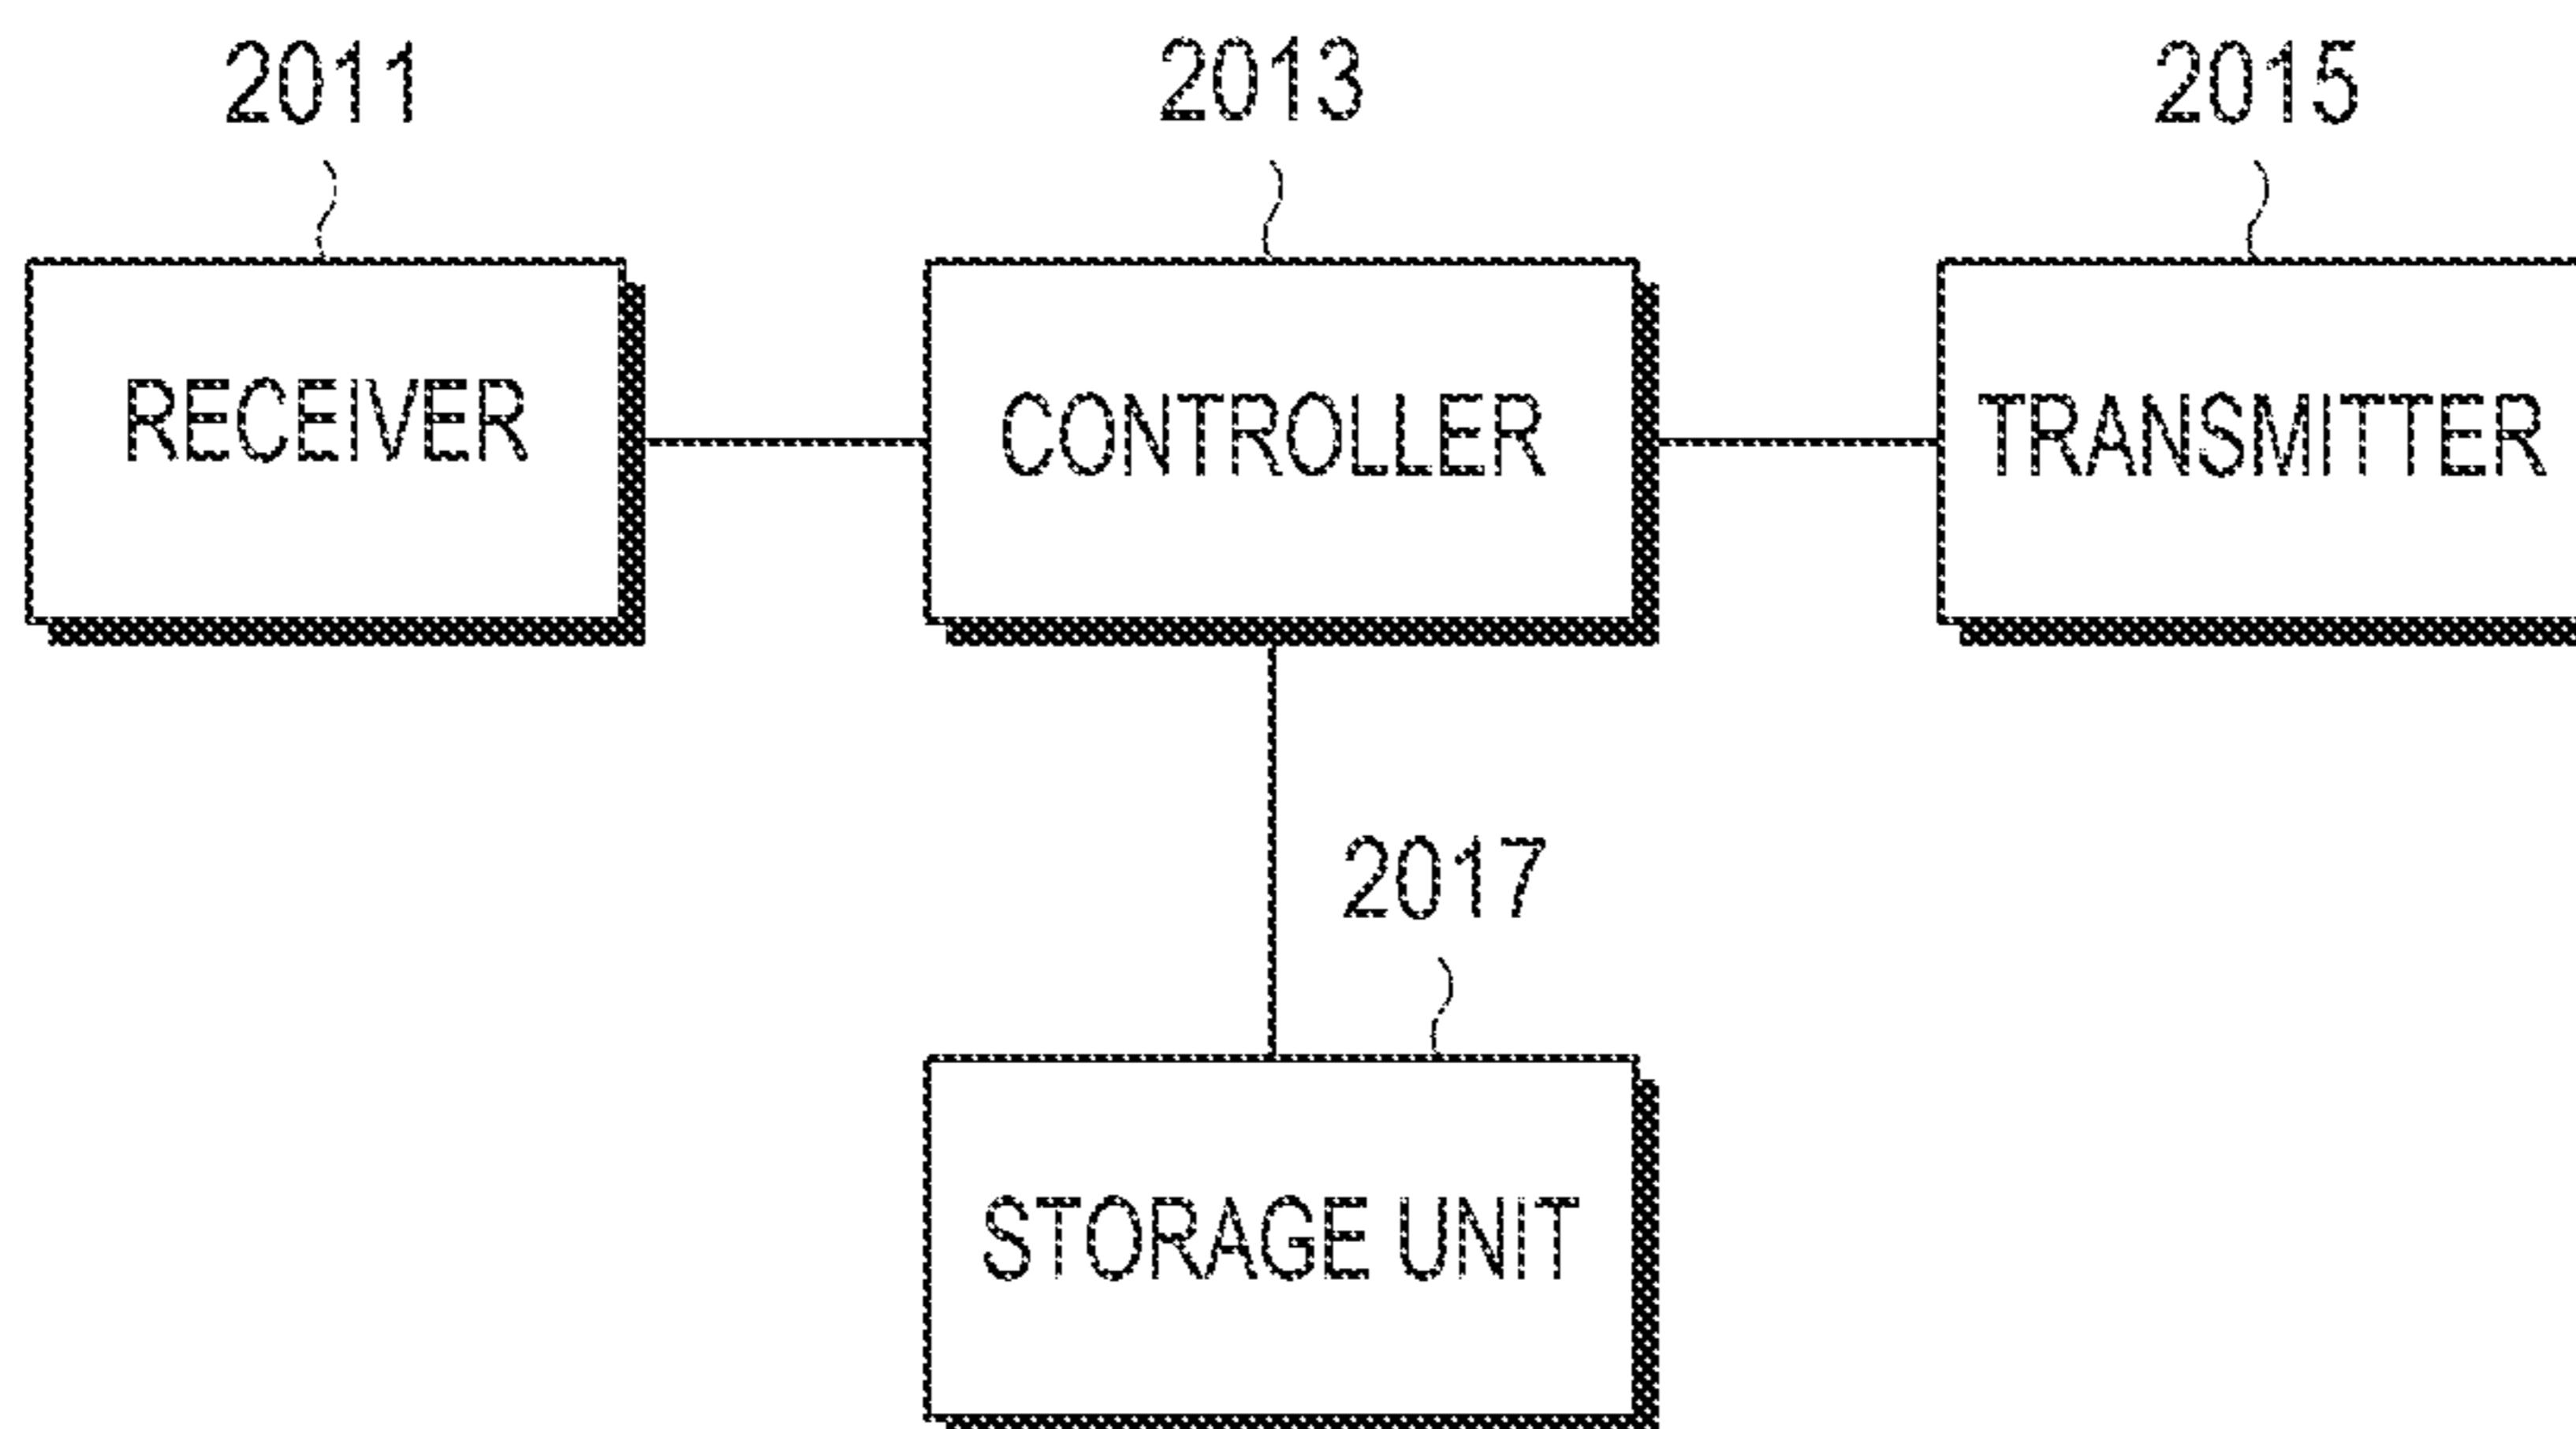 2011
2013
2015
RECEIVER
CONTROLLER
TRANSMITTER
2017
STORAGE UNIT